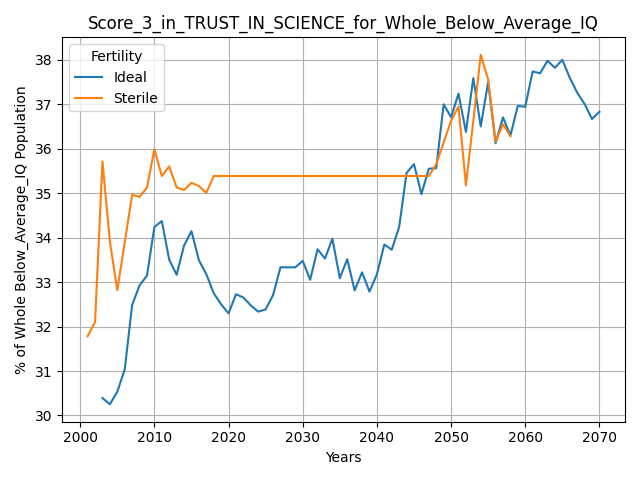 Score_3_in_TRUST_IN_SCIENCE_for_Whole_Below_Average_IQ
Fertility
Ideal
Sterile
% of Whole Below_Average_IQ Population
38
37
36
35
34
33
32
31
30
2000 2010 2020 2030 2040 2050 2060 2070
Years